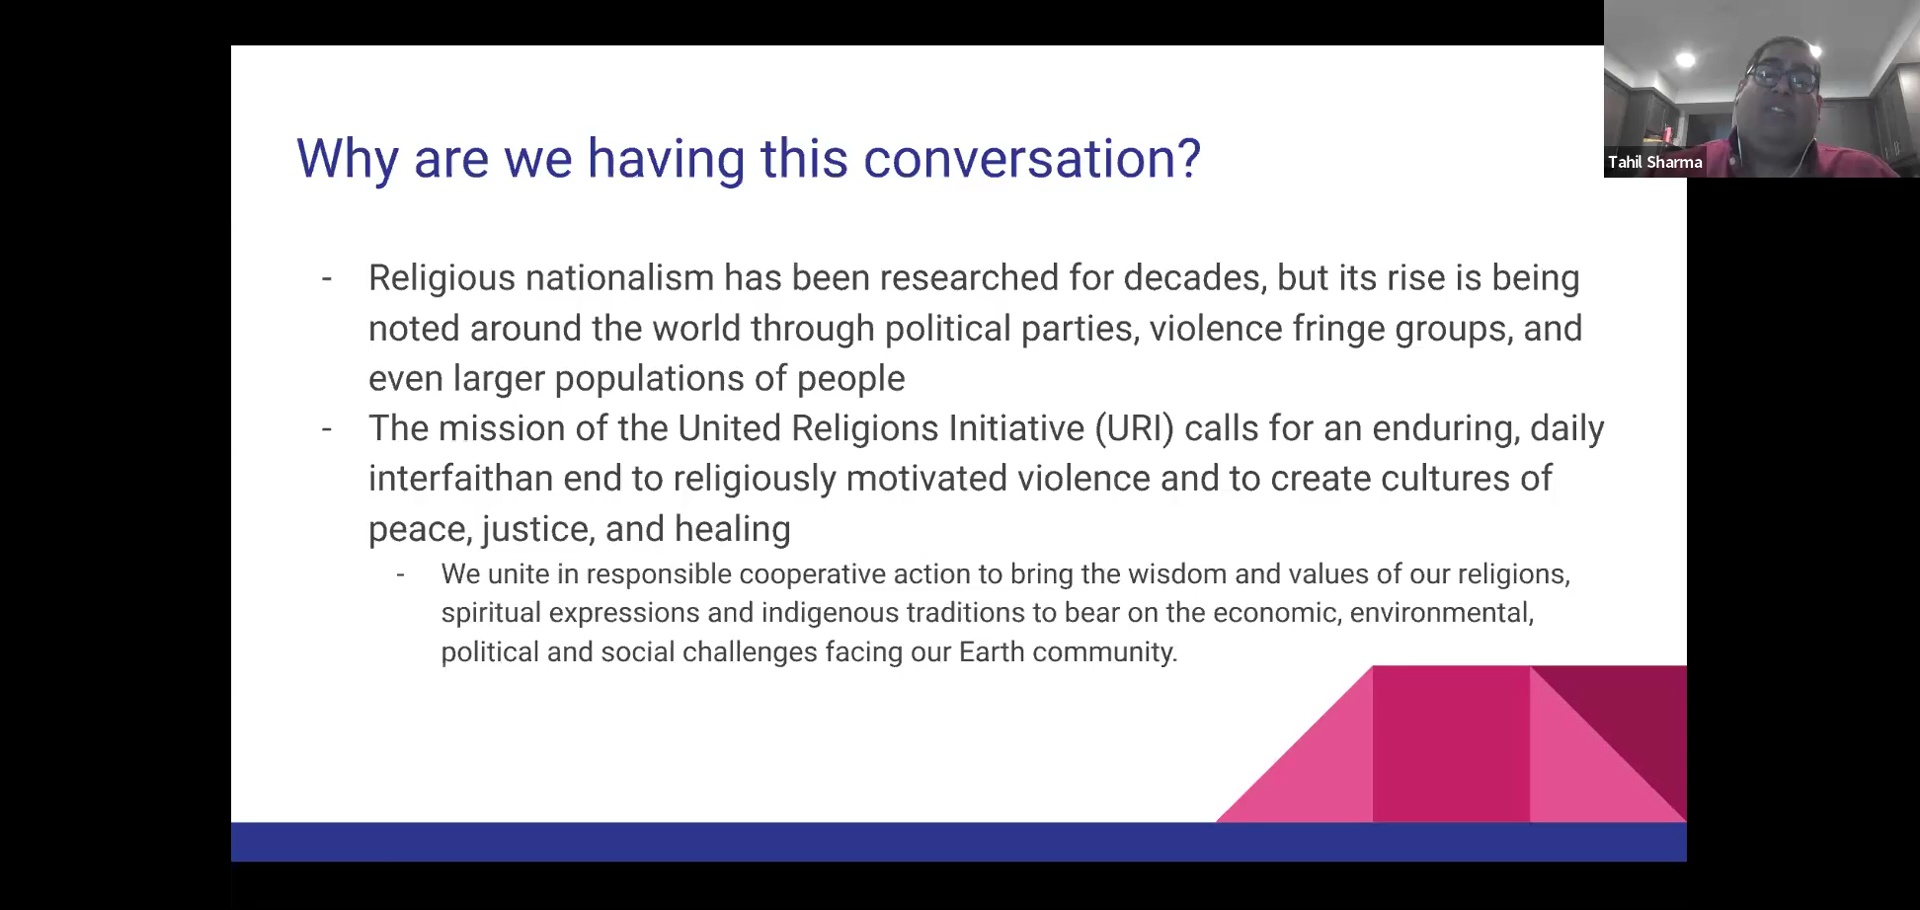 Why are we having this conversation?
Tahil Sharma
- Religious nationalism has been researched for decades, but its rise is being
noted around the world through political parties, violence fringe groups, and
even larger populations of people
- The mission of the United Religions Initiative (URI) calls for an enduring, daily
interfaithan end to religiously motivated violence and to create cultures of
peace, justice, and healing
- We unite in responsible cooperative action to bring the wisdom and values of our religions,
spiritual expressions and indigenous traditions to bear on the economic, environmental,
political and social challenges facing our Earth community.